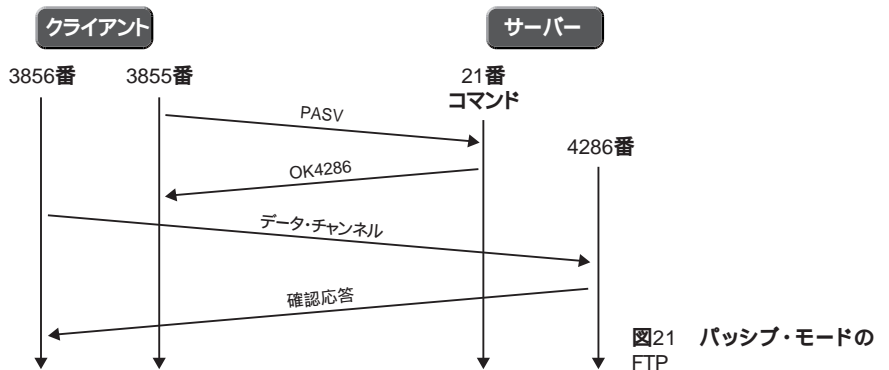 クライアント
サーバー
3856番
3855番
21番
コマンド
4286番
PASV
OK4286
データ・チャンネル
確認応答
図21 パッシブ・モードの
FTP